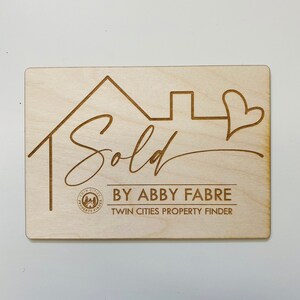 Sold
BY ABBY FABRE
TWIN CITIES PROPERTY FINDER